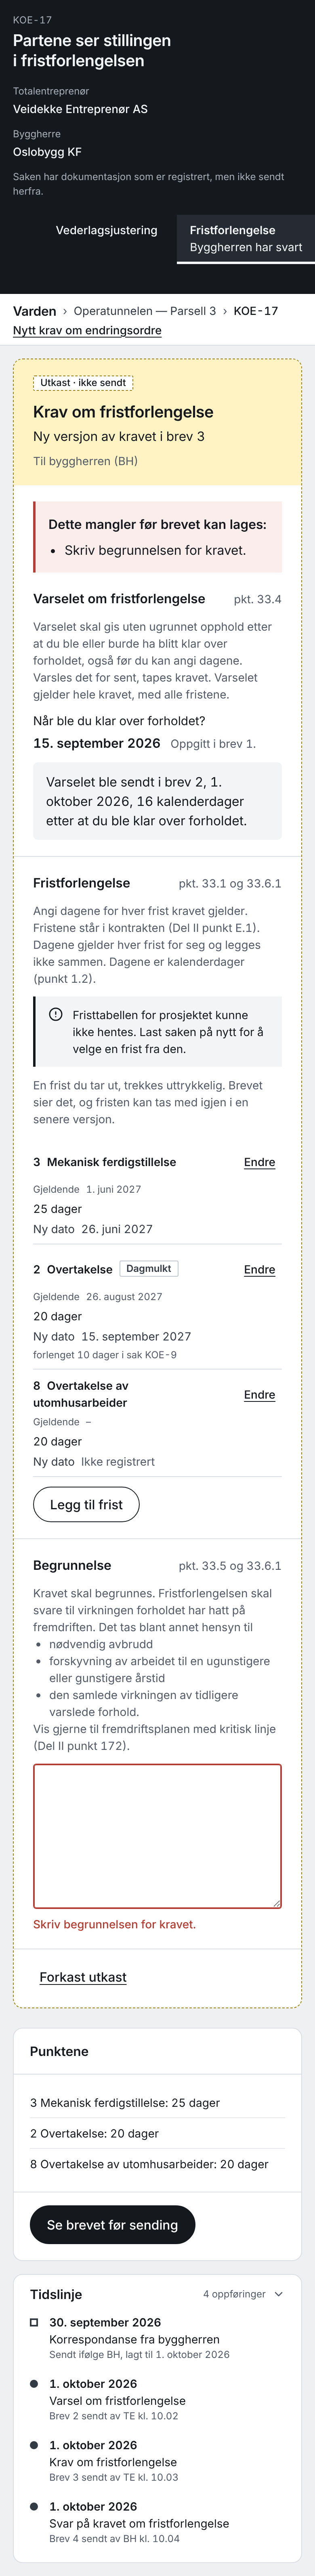 KOE-17
Partene ser stillingen
i fristforlengelsen
Totalentreprenør
Veidekke Entreprenør AS
Byggherre
Oslobygg KF
Saken har dokumentasjon som er registrert, men ikke sendt
herfra.
Vederlagsjustering
Fristforlengelse
Byggherren har svart
Varden › Operatunnelen — Parsell 3 › KOE-17
Nytt krav om endringsordre
Utkast · ikke sendt
Krav om fristforlengelse
Ny versjon av kravet i brev 3
Til byggherren (BH)
Dette mangler før brevet kan lages:
• Skriv begrunnelsen for kravet.
Varselet om fristforlengelse pkt. 33.4
Varselet skal gis uten ugrunnet opphold etter
at du ble eller burde ha blitt klar over
forholdet, også før du kan angi dagene.
Varsles det for sent, tapes kravet. Varselet
gjelder hele kravet, med alle fristene.
Når ble du klar over forholdet?
15. september 2026 Oppgitt i brev 1.
Varselet ble sendt i brev 2, 1.
oktober 2026, 16 kalenderdager
etter at du ble klar over forholdet.
Fristforlengelse pkt. 33.1 og 33.6.1
Angi dagene for hver frist kravet gjelder.
Fristene står i kontrakten (Del II punkt E.1).
Dagene gjelder hver frist for seg og legges
ikke sammen. Dagene er kalenderdager
(punkt 1.2).
Fristtabellen for prosjektet kunne
ikke hentes. Last saken på nytt for å
velge en frist fra den.
En frist du tar ut, trekkes uttrykkelig. Brevet
sier det, og fristen kan tas med igjen i en
senere versjon.
3 Mekanisk ferdigstillelse Endre
Gjeldende 1. juni 2027
25 dager
Ny dato 26. juni 2027
2 Overtakelse Dagmulkt Endre
Gjeldende 26. august 2027
20 dager
Ny dato 15. september 2027
forlenget 10 dager i sak KOE-9
8 Overtakelse av
utomhusarbeider Endre
Gjeldende –
20 dager
Ny dato Ikke registrert
Legg til frist
Begrunnelse pkt. 33.5 og 33.6.1
Kravet skal begrunnes. Fristforlengelsen skal
svare til virkningen forholdet har hatt på
fremdriften. Det tas blant annet hensyn til
• nødvendig avbrudd
• forskyvning av arbeidet til en ugunstigere
eller gunstigere årstid
• den samlede virkningen av tidligere
varslede forhold.
Vis gjerne til fremdriftsplanen med kritisk linje
(Del II punkt 172).
Skriv begrunnelsen for kravet.
Forkast utkast
Punktene
3 Mekanisk ferdigstillelse: 25 dager
2 Overtakelse: 20 dager
8 Overtakelse av utomhusarbeider: 20 dager
Se brevet før sending
Tidslinje 4 oppføringer
30. september 2026
Korrespondanse fra byggherren
Sendt ifølge BH, lagt til 1. oktober 2026
1. oktober 2026
Varsel om fristforlengelse
Brev 2 sendt av TE kl. 10.02
1. oktober 2026
Krav om fristforlengelse
Brev 3 sendt av TE kl. 10.03
1. oktober 2026
Svar på kravet om fristforlengelse
Brev 4 sendt av BH kl. 10.04